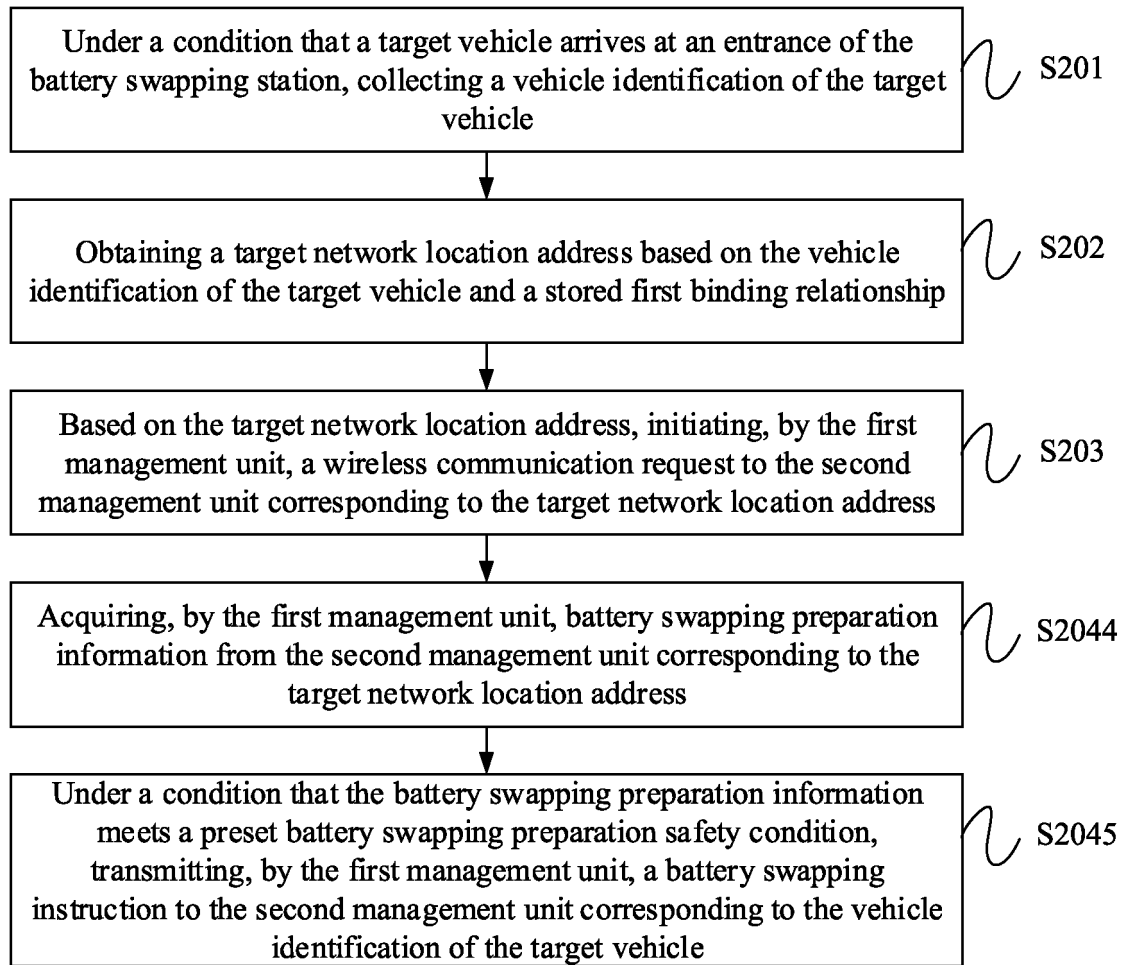 Under a condition that a target vehicle arrives at an entrance of the
battery swapping station, collecting a vehicle identification of the target
vehicle
S201
Obtaining a target network location address based on the vehicle
identification of the target vehicle and a stored first binding relationship
S202
Based on the target network location address, initiating, by the first
management unit, a wireless communication request to the second
management unit corresponding to the target network location address
S203
Acquiring, by the first management unit, battery swapping preparation
information from the second management unit corresponding to the
target network location address
S2044
Under a condition that the battery swapping preparation information
meets a preset battery swapping preparation safety condition,
transmitting, by the first management unit, a battery swapping
instruction to the second management unit corresponding to the vehicle
identification of the target vehicle
S2045